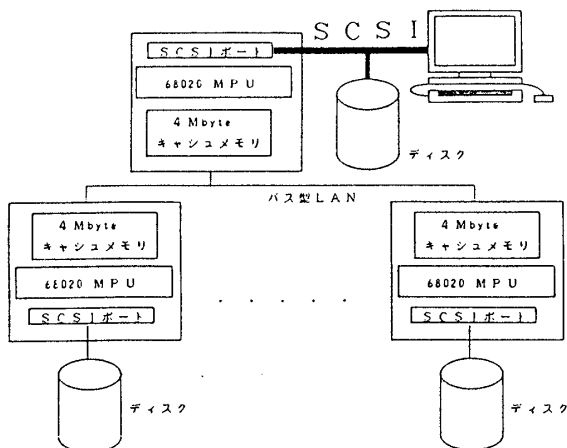 SCSI
SCSIポート
68020 MPU
4 Mbyte
キャシュメモリ
ディスク
バス型LAN
4 Mbyte
キャシュメモリ
68020 MPU
SCSIポート
ディスク
. . . . .
4 Mbyte
キャシュメモリ
68020 MPU
SCSIポート
ディスク